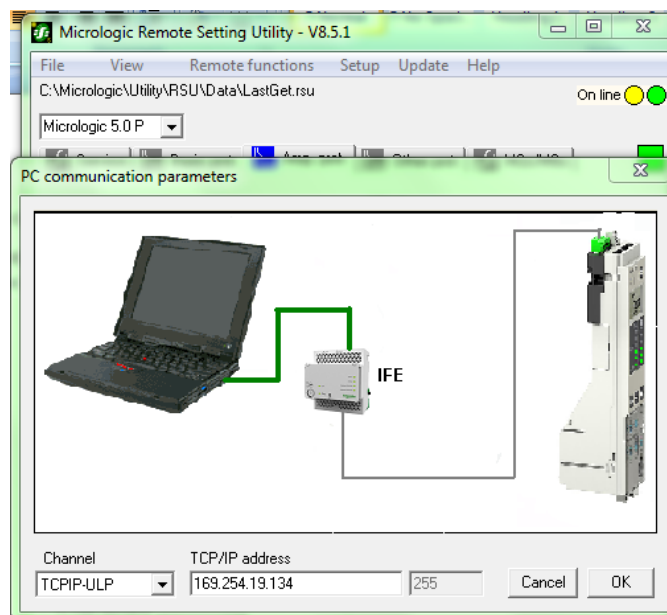 Micrologic Remote Setting Utility - V8.5.1
File View Remote functions Setup Update Help
C:\Micrologic\Utility\RSU\Data\LastGet.rsu
On line
Micrologic 5.0 P
PC communication parameters
IFE
Channel TCP/IP address
TCPIP-ULP 169.254.19.134 255 Cancel OK